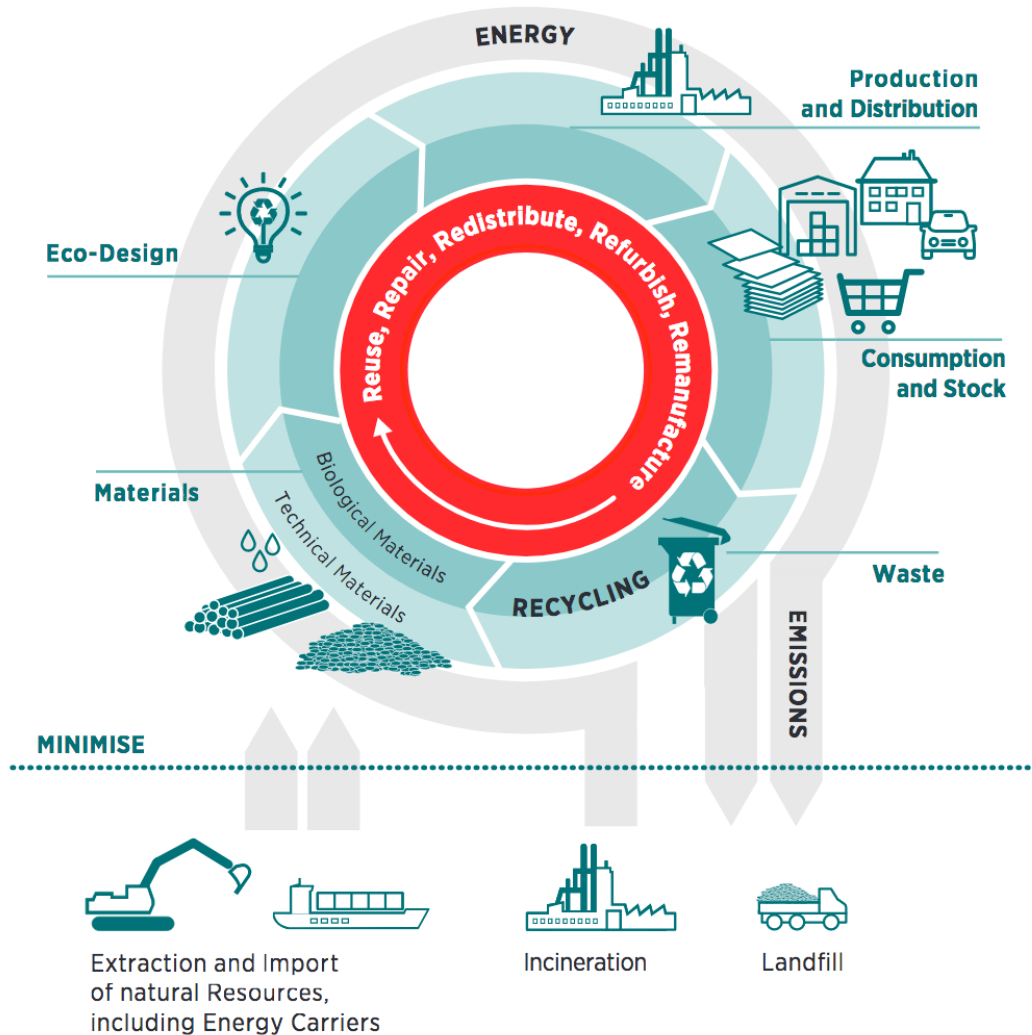 ENERGY
Production
and Distribution
Eco-Design
Reuse, Repair, Redistribute, Refurbish, Remanufacture
Consumption
and Stock
Materials
Biological Materials
Technical Materials
RECYCLING
Waste
EMISSIONS
MINIMISE
Extraction and Import
of natural Resources,
including Energy Carriers
Incineration
Landfill